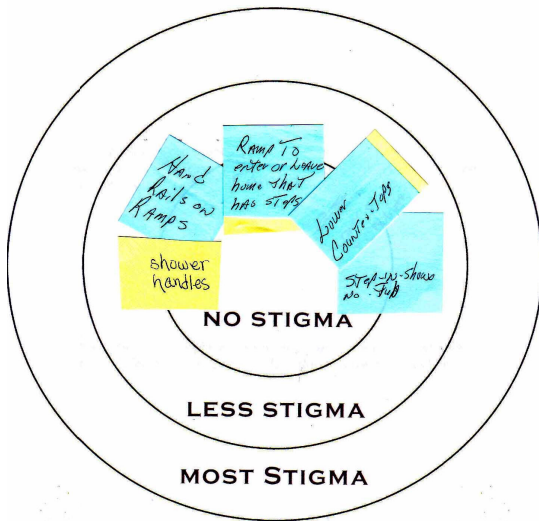 Hand
Rails on
Ramps
Ramp To
enter or Leave
home that
has steps
Lower
Counter-Tops
shower
handles
Step-in-Shower
No - Tub
NO STIGMA
LESS STIGMA
MOST STIGMA